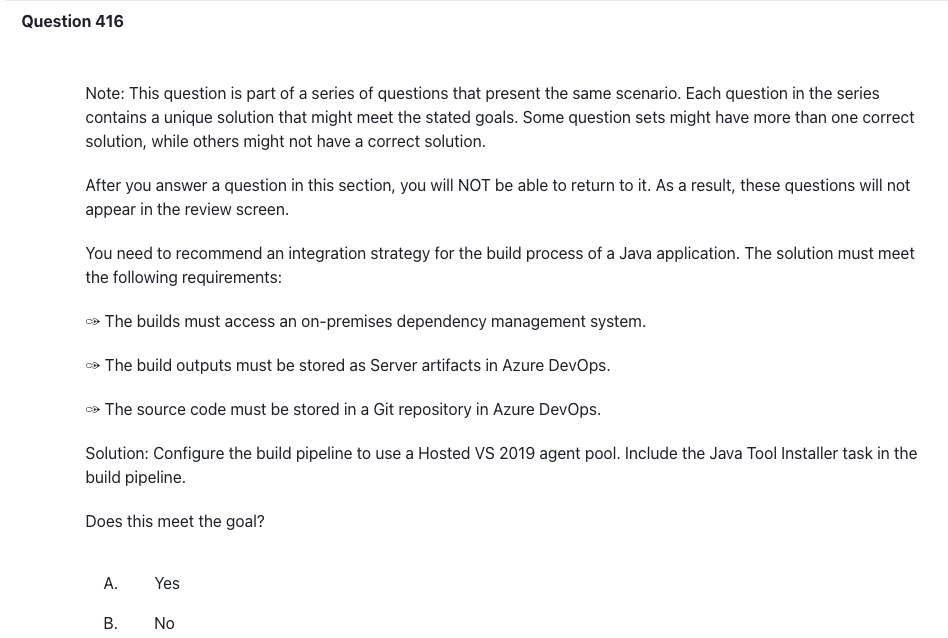 Question 416
Note: This question is part of a series of questions that present the same scenario. Each question in the series
contains a unique solution that might meet the stated goals. Some question sets might have more than one correct
solution, while others might not have a correct solution.
After you answer a question in this section, you will NOT be able to return to it. As a result, these questions will not
appear in the review screen.
You need to recommend an integration strategy for the build process of a Java application. The solution must meet
the following requirements:
The builds must access an on-premises dependency management system.
The build outputs must be stored as Server artifacts in Azure DevOps.
The source code must be stored in a Git repository in Azure DevOps.
Solution: Configure the build pipeline to use a Hosted VS 2019 agent pool. Include the Java Tool Installer task in the
build pipeline.
Does this meet the goal?
A. Yes
B. No